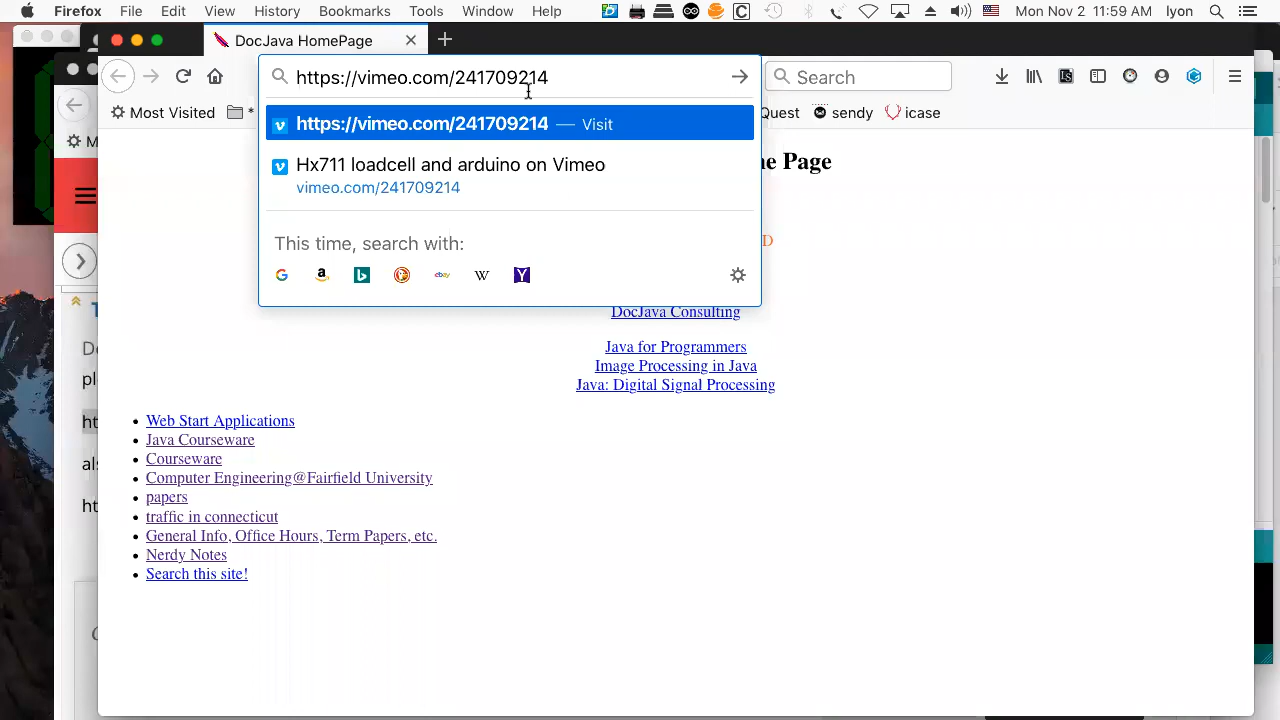 Firefox File Edit View History Bookmarks Tools Window Help Mon Nov 2 11:59 AM lyon
DocJava HomePage
https://vimeo.com/241709214 Search
Most Visited * Quest sendy icase
https://vimeo.com/241709214 — Visit
Hx711 loadcell and arduino on Vimeo
vimeo.com/241709214
This time, search with:
e Page
D
DocJava Consulting
Java for Programmers
Image Processing in Java
Java: Digital Signal Processing
Web Start Applications
Java Courseware
Courseware
Computer Engineering@Fairfield University
papers
traffic in connecticut
General Info, Office Hours, Term Papers, etc.
Nerdy Notes
Search this site!